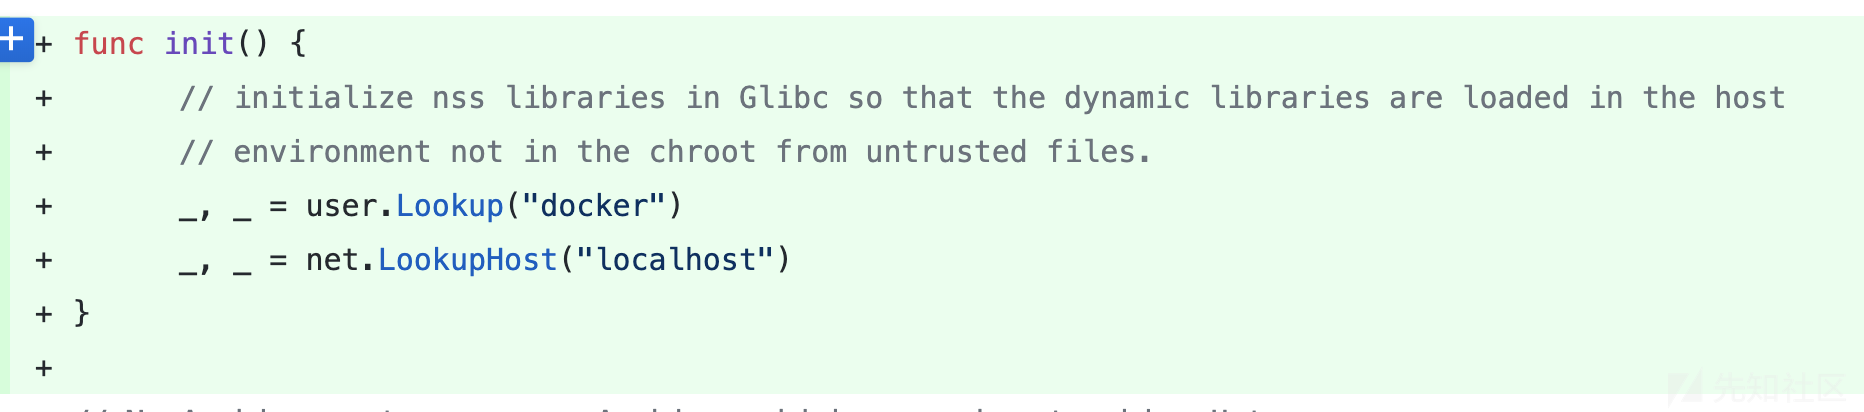 + func init() {
+ // initialize nss libraries in Glibc so that the dynamic libraries are loaded in the host
+ // environment not in the chroot from untrusted files.
+ _, _ = user.Lookup("docker")
+ _, _ = net.LookupHost("localhost")
+ }
+
先知社区